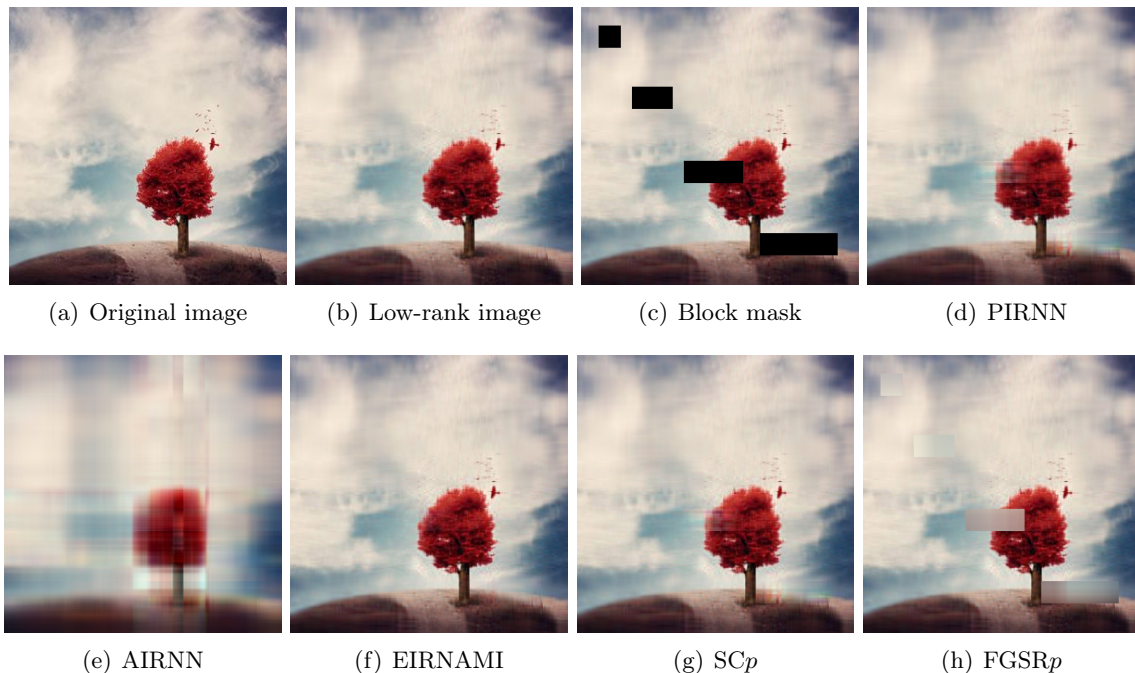 (a) Original image
(b) Low-rank image
(c) Block mask
(d) PIRNN
(e) AIRNN
(f) EIRNAMI
(g) SCp
(h) FGSRp